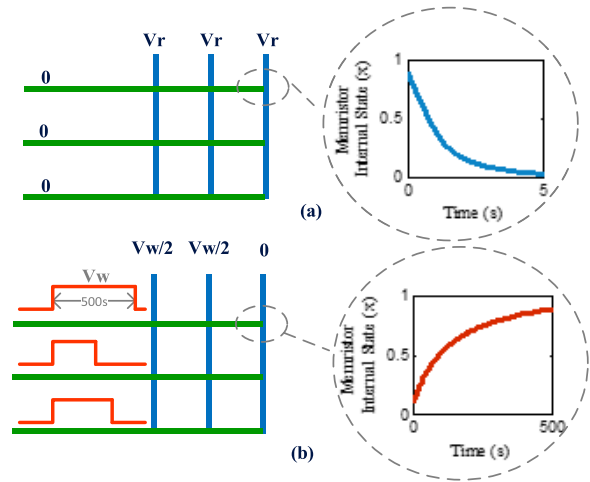 Vr Vr Vr
0
0
0
Memristor
Internal State (x)
1
0.5
0
0 5
Time (s)
(a)
Vw/2 Vw/2 0
Vw
500s
Memristor
Internal State (x)
1
0.5
0
0 500
Time (s)
(b)